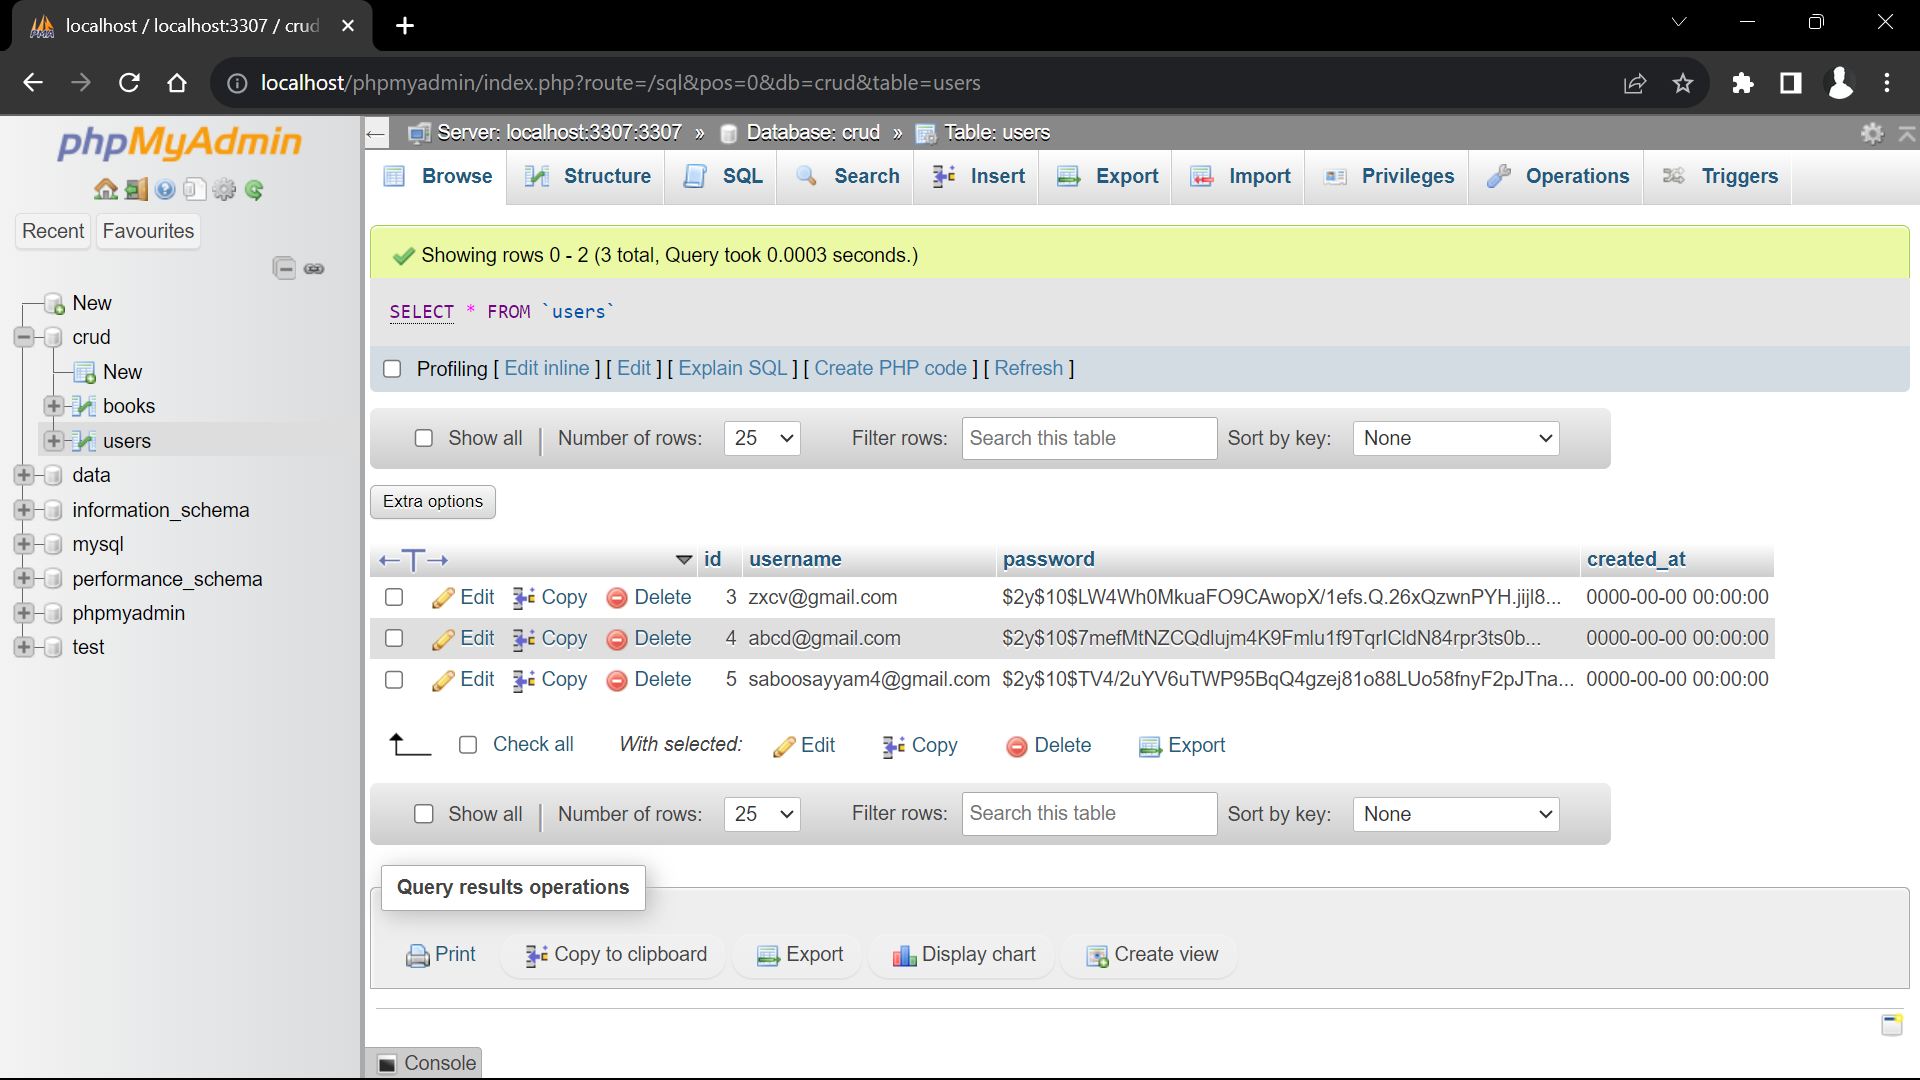 localhost / localhost:3307 / crud
localhost/phpmyadmin/index.php?route=/sql&pos=0&db=crud&table=users
phpMyAdmin
Recent Favourites
New
crud
New
books
users
data
information_schema
mysql
performance_schema
phpmyadmin
test
Server: localhost:3307:3307 » Database: crud » Table: users
Browse Structure SQL Search Insert Export Import Privileges Operations Triggers
Showing rows 0 - 2 (3 total, Query took 0.0003 seconds.)
SELECT * FROM `users`
Profiling [ Edit inline ] [ Edit ] [ Explain SQL ] [ Create PHP code ] [ Refresh ]
Show all Number of rows: 25 Filter rows: Search this table Sort by key: None
Extra options
id username password created_at
Edit Copy Delete 3 zxcv@gmail.com $2y$10$LW4Wh0MkuaFO9CAwopX/1efs.Q.26xQzwnPYH.jijl8... 0000-00-00 00:00:00
Edit Copy Delete 4 abcd@gmail.com $2y$10$7mefMtNZCQdlujm4K9Fmlu1f9TqrICldN84rpr3ts0b... 0000-00-00 00:00:00
Edit Copy Delete 5 saboosayyam4@gmail.com $2y$10$TV4/2uYV6uTWP95BqQ4gzej81o88LUo58fnyF2pJTna... 0000-00-00 00:00:00
Check all With selected: Edit Copy Delete Export
Show all Number of rows: 25 Filter rows: Search this table Sort by key: None
Query results operations
Print Copy to clipboard Export Display chart Create view
Console